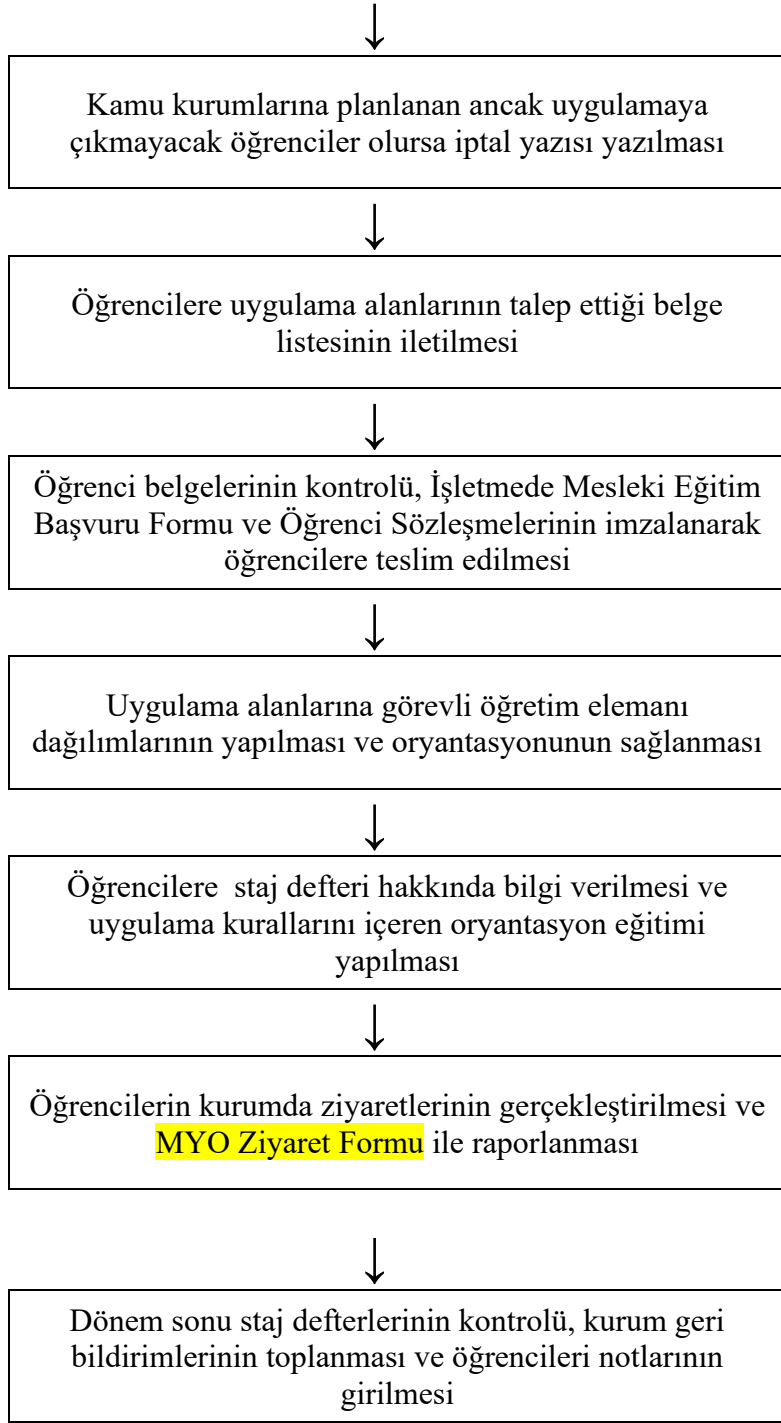 Kamu kurumlarına planlanan ancak uygulamaya
çıkmayacak öğrenciler olursa iptal yazısı yazılması
Öğrencilere uygulama alanlarının talep ettiği belge
listesinin iletilmesi
Öğrenci belgelerinin kontrolü, İşletmede Mesleki Eğitim
Başvuru Formu ve Öğrenci Sözleşmelerinin imzalanarak
öğrencilere teslim edilmesi
Uygulama alanlarına görevli öğretim elemanı
dağılımlarının yapılması ve oryantasyonunun sağlanması
Öğrencilere  staj defteri hakkında bilgi verilmesi ve
uygulama kurallarını içeren oryantasyon eğitimi
yapılması
Öğrencilerin kurumda ziyaretlerinin gerçekleştirilmesi ve
MYO Ziyaret Formu ile raporlanması
Dönem sonu staj defterlerinin kontrolü, kurum geri
bildirimlerinin toplanması ve öğrencileri notlarının
girilmesi